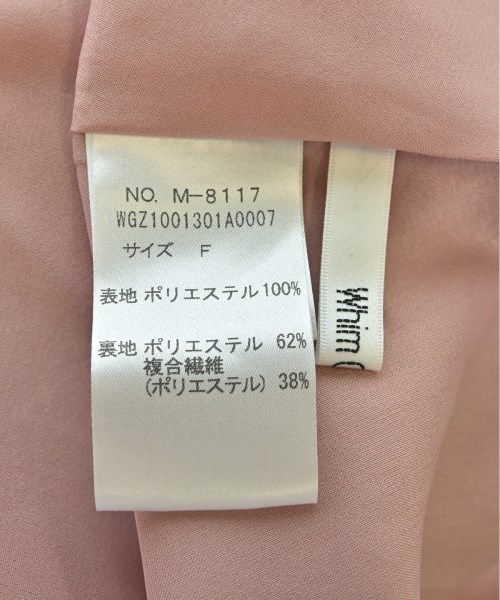 NO. M-8117
WGZ1001301A0007
サイズ F
表地 ポリエステル100%
裏地 ポリエステル 62%
複合繊維
(ポリエステル) 38%
Whim